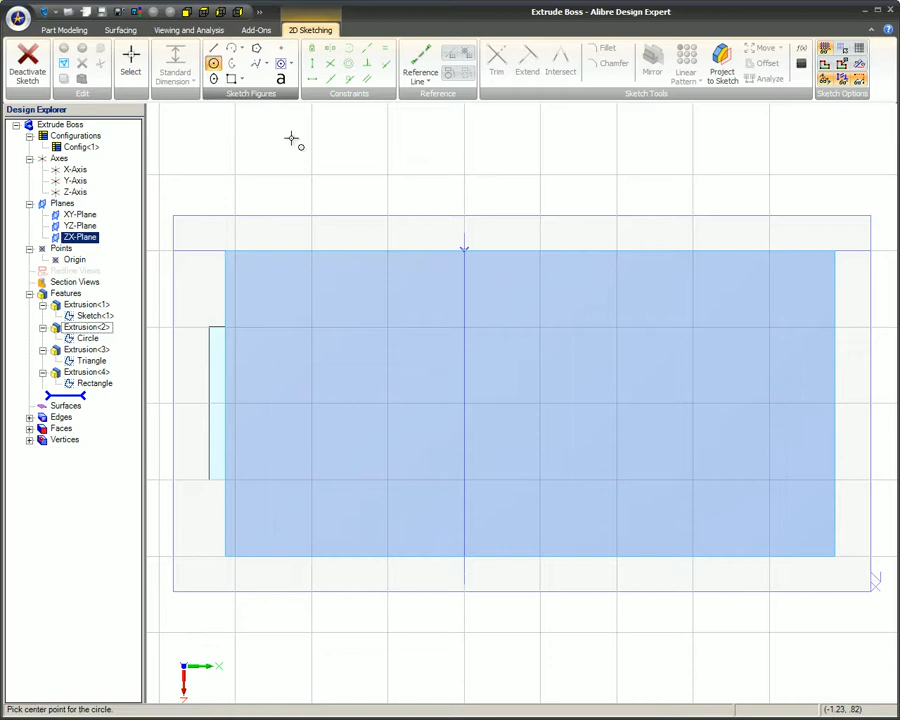 Extrude Boss - Alibre Design Expert
Part Modeling Surfacing Viewing and Analysis Add-Ons 2D Sketching
Deactivate Sketch
Edit
Select
Standard Dimension
Sketch Figures
a
Constraints
Reference Line
Reference
Trim
Extend
Intersect
Fillet
Chamfer
Mirror
Linear Pattern
Project to Sketch
Move
Offset
Analyze
f(x)
Sketch Tools
Sketch Options
Design Explorer
Extrude Boss
Configurations
Config<1>
Axes
X-Axis
Y-Axis
Z-Axis
Planes
XY-Plane
YZ-Plane
ZX-Plane
Points
Origin
Redline Views
Section Views
Features
Extrusion<1>
Sketch<1>
Extrusion<2>
Circle
Extrusion<3>
Triangle
Extrusion<4>
Rectangle
Surfaces
Edges
Faces
Vertices
X
Z
Pick center point for the circle.
(-1.23, .82)